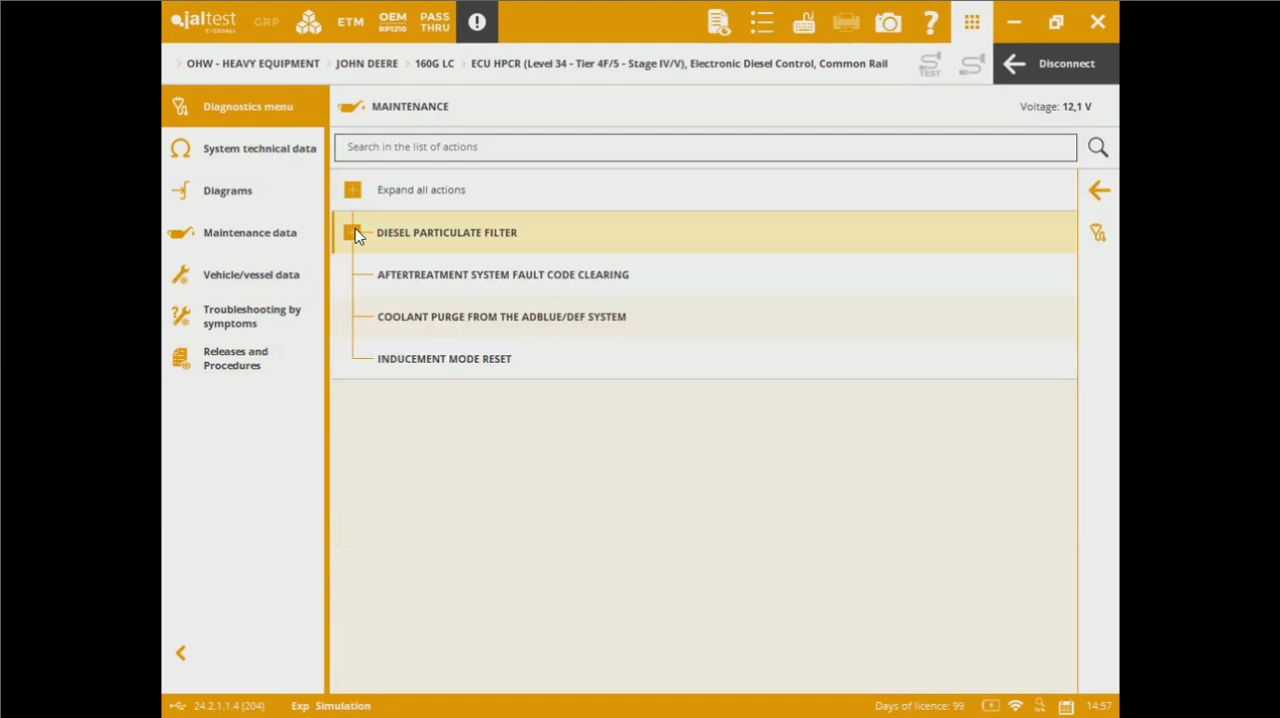 jaltest
BY COJALI
GRP
ETM
OEM
RP1210
PASS
THRU
OHW - HEAVY EQUIPMENT
JOHN DEERE
160G LC
ECU HPCR (Level 34 - Tier 4F/5 - Stage IV/V), Electronic Diesel Control, Common Rail
TEST
Disconnect
Diagnostics menu
MAINTENANCE
Voltage: 12,1 V
System technical data
Search in the list of actions
Diagrams
Expand all actions
Maintenance data
DIESEL PARTICULATE FILTER
Vehicle/vessel data
AFTERTREATMENT SYSTEM FAULT CODE CLEARING
Troubleshooting by
symptoms
COOLANT PURGE FROM THE ADBLUE/DEF SYSTEM
Releases and
Procedures
INDUCEMENT MODE RESET
24.2.1.1.4 (204)
Exp Simulation
Days of licence: 99
14:57